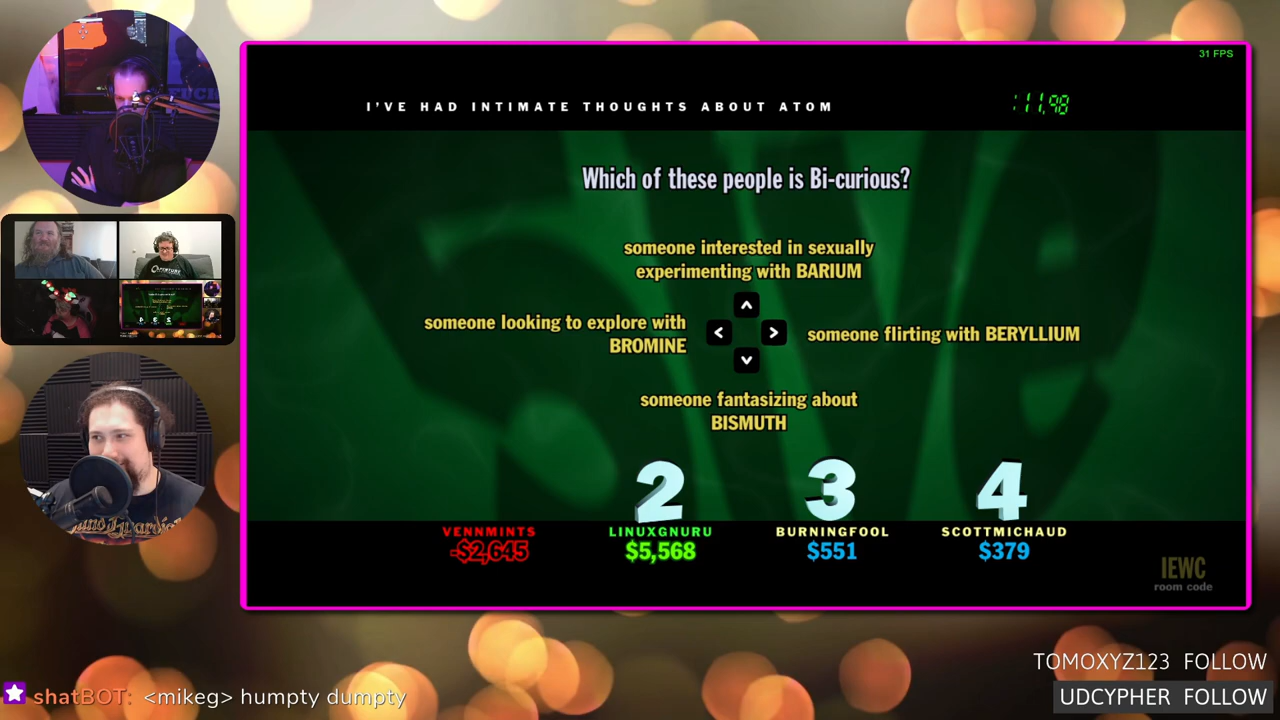 31 FPS
I'VE HAD INTIMATE THOUGHTS ABOUT ATOM
:11.98
Which of these people is Bi-curious?
someone interested in sexually
experimenting with BARIUM
someone looking to explore with
BROMINE
someone flirting with BERYLLIUM
someone fantasizing about
BISMUTH
2
3
4
VENNMINTS
LINUXGNURU
BURNINGFOOL
SCOTTMICHAUD
-$2,645
$5,568
$551
$379
IEWC
room code
TOMOXYZ123 FOLLOW
UDCYPHER FOLLOW
shatBOT: <mikeg> humpty dumpty